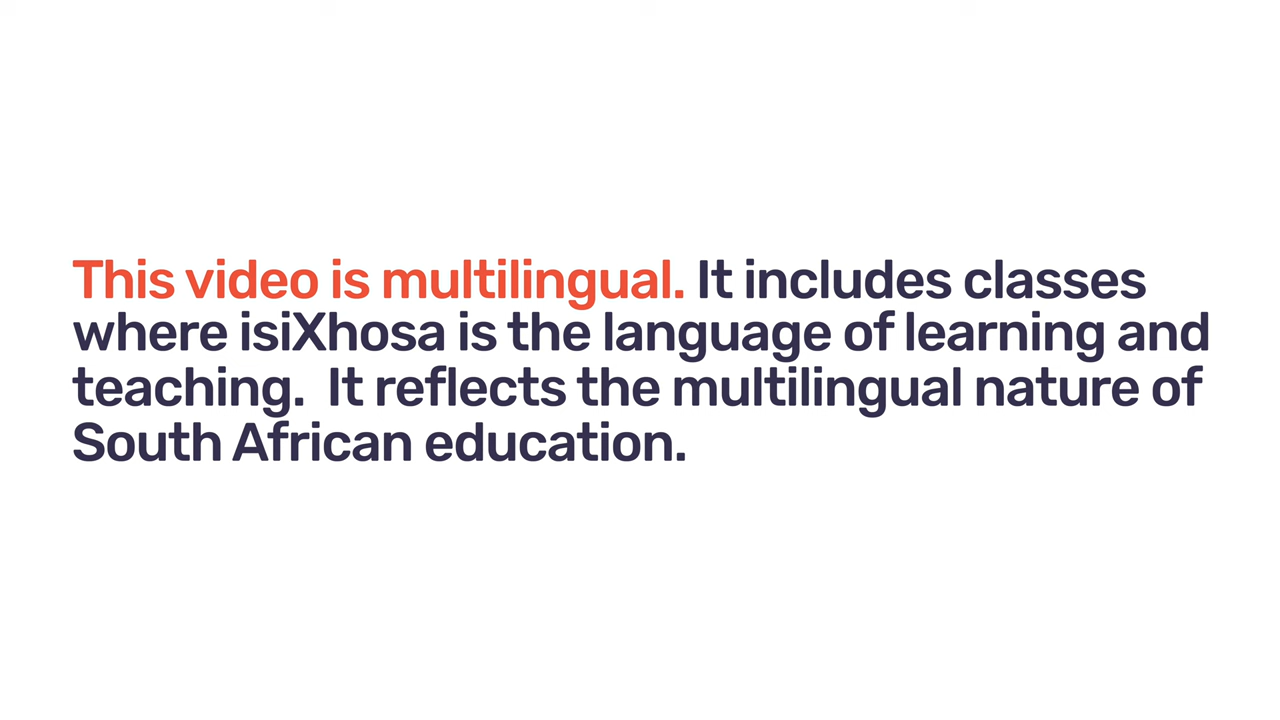 This video is multilingual. It includes classes
where isiXhosa is the language of learning and
teaching.  It reflects the multilingual nature of
South African education.